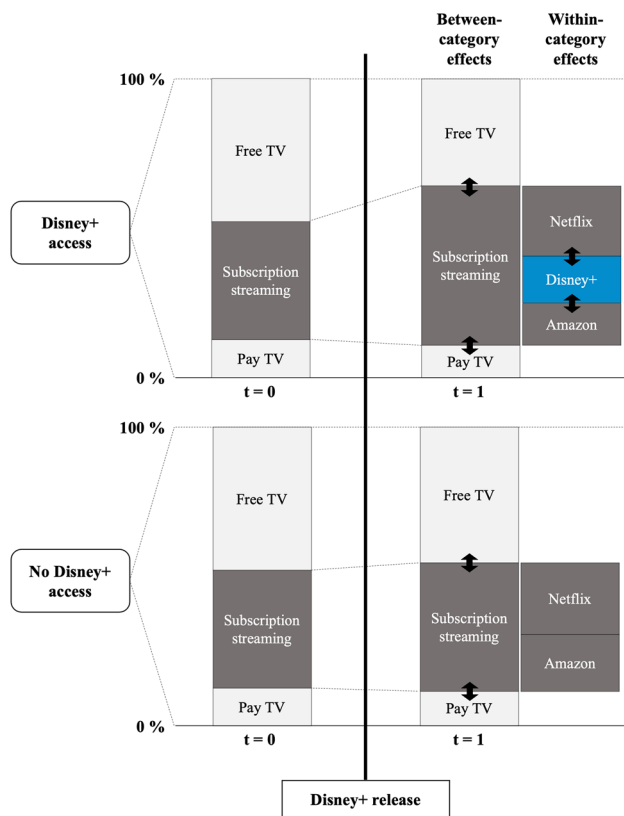 Between-
category
effects
Within-
category
effects
100 %
Free TV
Free TV
Disney+
access
Subscription
streaming
Subscription
streaming
Netflix
Disney+
Amazon
Pay TV
Pay TV
0 %
t = 0
t = 1
100 %
Free TV
Free TV
No Disney+
access
Subscription
streaming
Subscription
streaming
Netflix
Amazon
Pay TV
Pay TV
0 %
t = 0
t = 1
Disney+ release